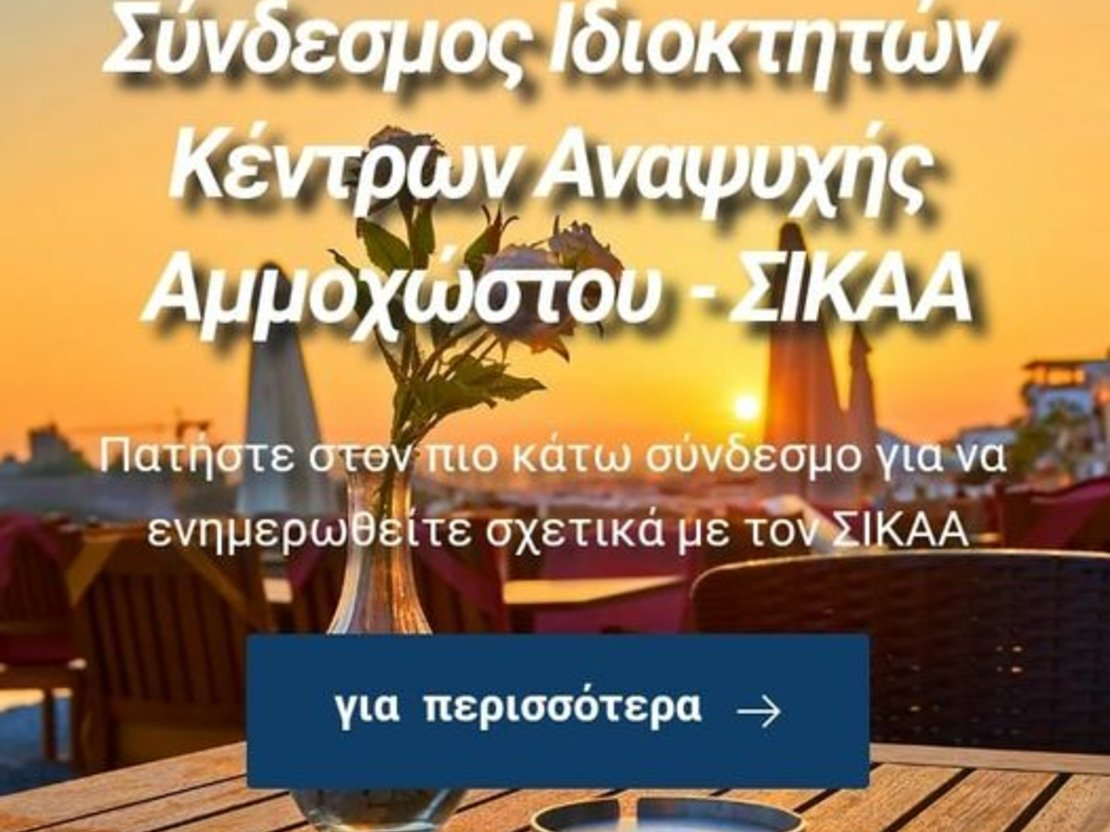 Σύνδεσμος Ιδιοκτητών
Κέντρων Αναψυχής
Αμμοχώστου - ΣΙΚΑΑ
Πατήστε στον πιο κάτω σύνδεσμο για να
ενημερωθείτε σχετικά με τον ΣΙΚΑΑ
για περισσότερα →